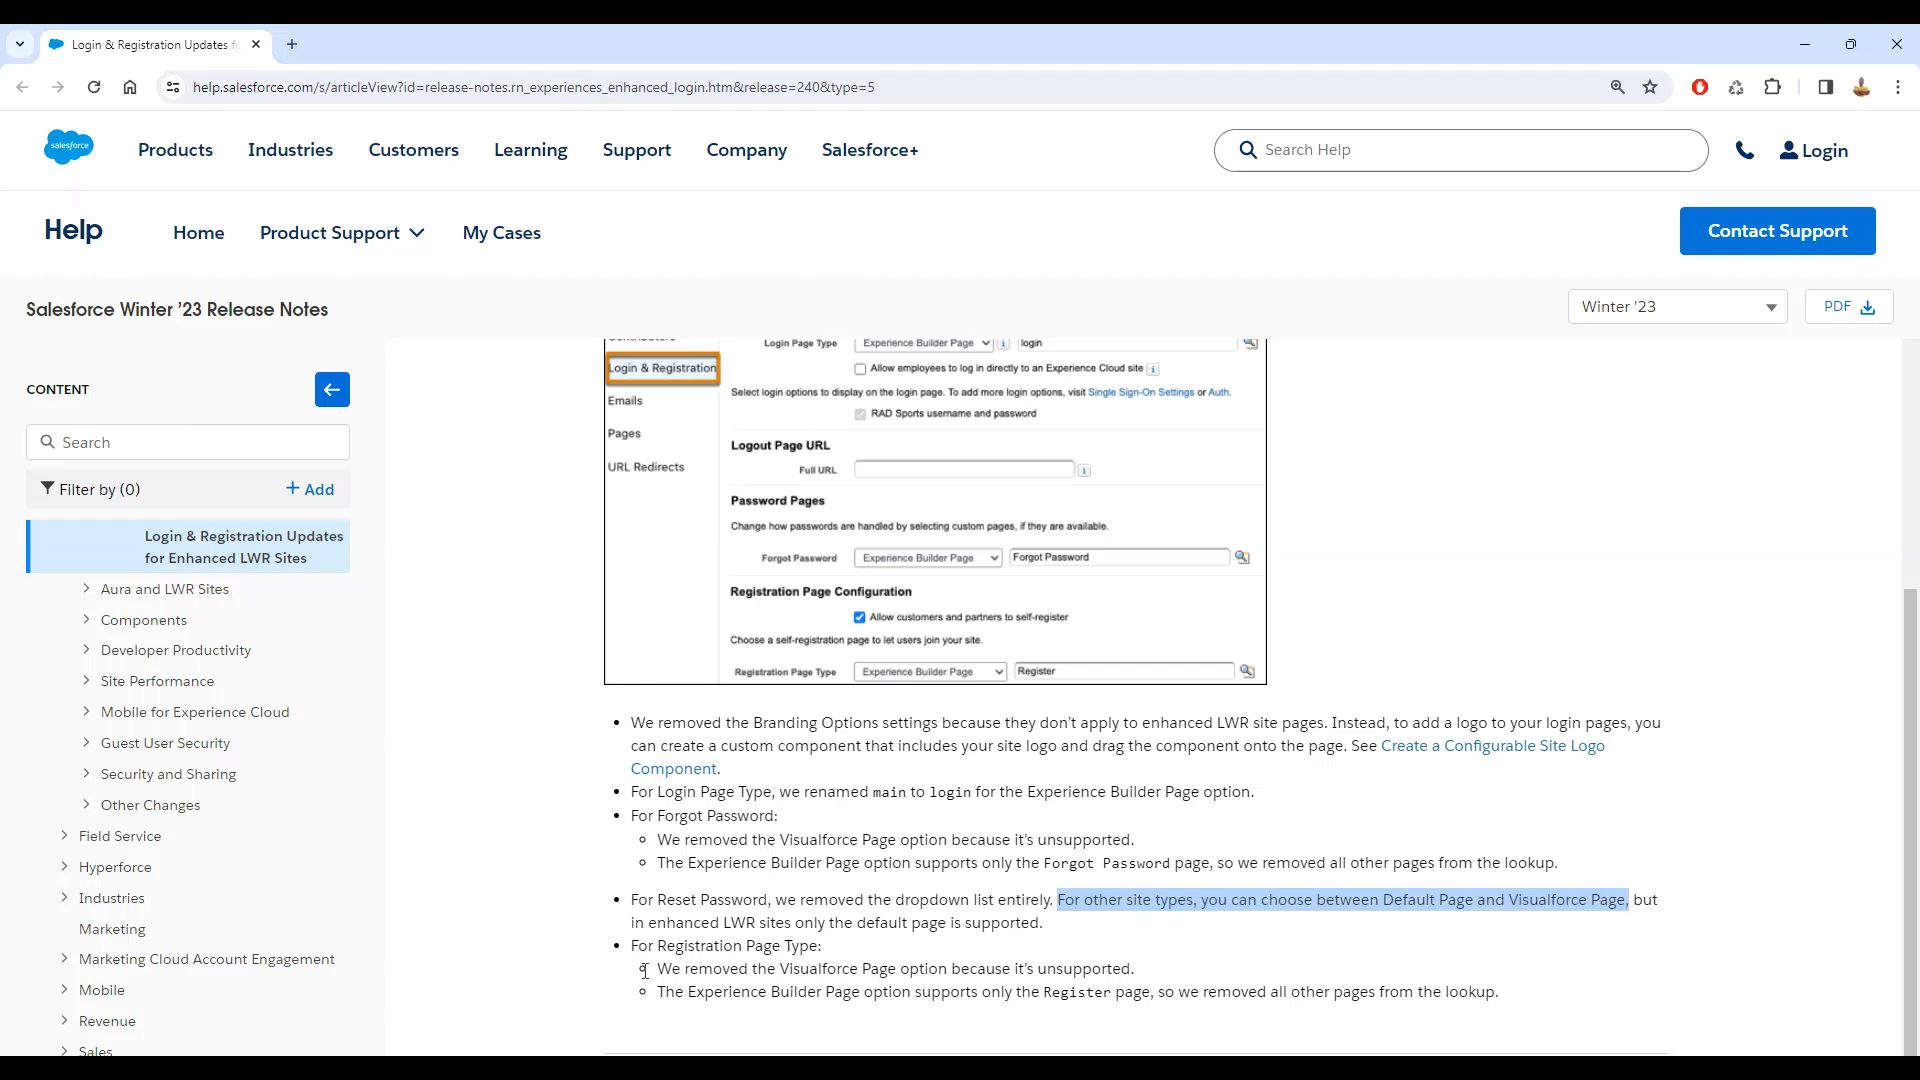 Login & Registration Updates f
help.salesforce.com/s/articleView?id=release-notes.rn_experiences_enhanced_login.htm&release=240&type=5
salesforce
Products
Industries
Customers
Learning
Support
Company
Salesforce+
Search Help
Login
Help
Home
Product Support
My Cases
Contact Support
Salesforce Winter ’23 Release Notes
Winter '23
PDF
CONTENT
Search
Filter by (0)
+ Add
Login & Registration Updates
for Enhanced LWR Sites
Aura and LWR Sites
Components
Developer Productivity
Site Performance
Mobile for Experience Cloud
Guest User Security
Security and Sharing
Other Changes
Field Service
Hyperforce
Industries
Marketing
Marketing Cloud Account Engagement
Mobile
Revenue
Sales
Login & Registration
Emails
Pages
URL Redirects
Login Page Type Experience Builder Page login
Allow employees to log in directly to an Experience Cloud site
Select login options to display on the login page. To add more login options, visit Single Sign-On Settings or Auth.
RAD Sports username and password
Logout Page URL
Full URL
Password Pages
Change how passwords are handled by selecting custom pages, if they are available.
Forgot Password Experience Builder Page Forgot Password
Registration Page Configuration
Allow customers and partners to self-register
Choose a self-registration page to let users join your site.
Registration Page Type Experience Builder Page Register
• We removed the Branding Options settings because they don’t apply to enhanced LWR site pages. Instead, to add a logo to your login pages, you
can create a custom component that includes your site logo and drag the component onto the page. See Create a Configurable Site Logo
Component.
• For Login Page Type, we renamed main to login for the Experience Builder Page option.
• For Forgot Password:
We removed the Visualforce Page option because it’s unsupported.
The Experience Builder Page option supports only the Forgot Password page, so we removed all other pages from the lookup.
• For Reset Password, we removed the dropdown list entirely. For other site types, you can choose between Default Page and Visualforce Page, but
in enhanced LWR sites only the default page is supported.
• For Registration Page Type:
We removed the Visualforce Page option because it’s unsupported.
The Experience Builder Page option supports only the Register page, so we removed all other pages from the lookup.